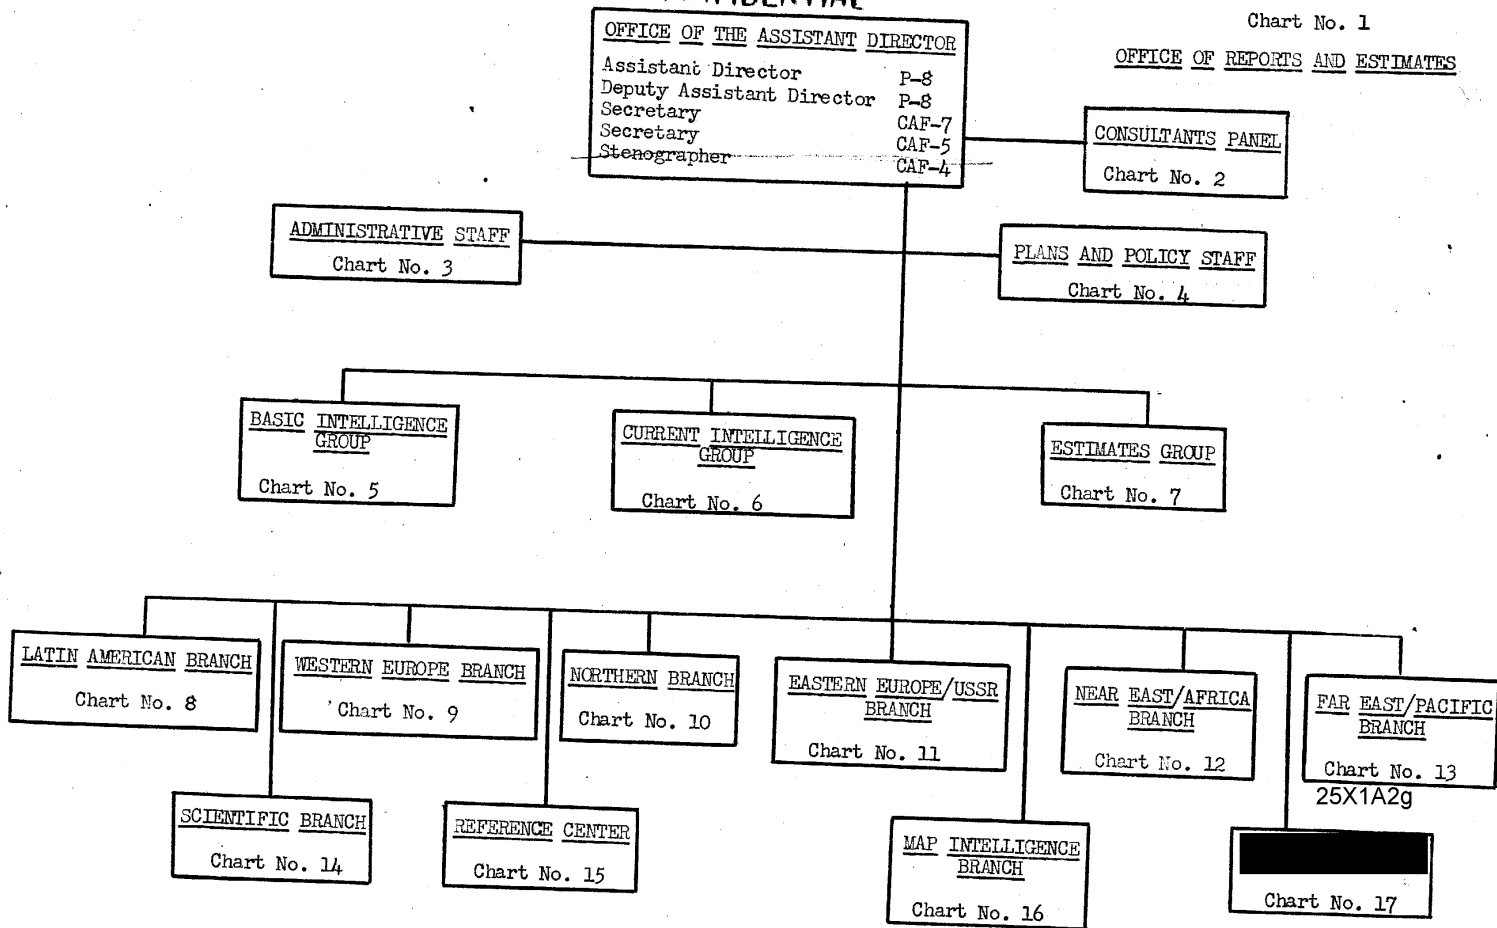 CONFIDENTIAL
Chart No. 1
OFFICE OF REPORTS AND ESTIMATES
OFFICE OF THE ASSISTANT DIRECTOR
Assistant Director P-8
Deputy Assistant Director P-8
Secretary CAF-7
Secretary CAF-5
Stenographer CAF-4
CONSULTANTS PANEL
Chart No. 2
ADMINISTRATIVE STAFF
Chart No. 3
PLANS AND POLICY STAFF
Chart No. 4
BASIC INTELLIGENCE
GROUP
Chart No. 5
CURRENT INTELLIGENCE
GROUP
Chart No. 6
ESTIMATES GROUP
Chart No. 7
LATIN AMERICAN BRANCH
Chart No. 8
WESTERN EUROPE BRANCH
Chart No. 9
NORTHERN BRANCH
Chart No. 10
EASTERN EUROPE/USSR
BRANCH
Chart No. 11
NEAR EAST/AFRICA
BRANCH
Chart No. 12
FAR EAST/PACIFIC
BRANCH
Chart No. 13
25X1A2g
SCIENTIFIC BRANCH
Chart No. 14
REFERENCE CENTER
Chart No. 15
MAP INTELLIGENCE
BRANCH
Chart No. 16
Chart No. 17